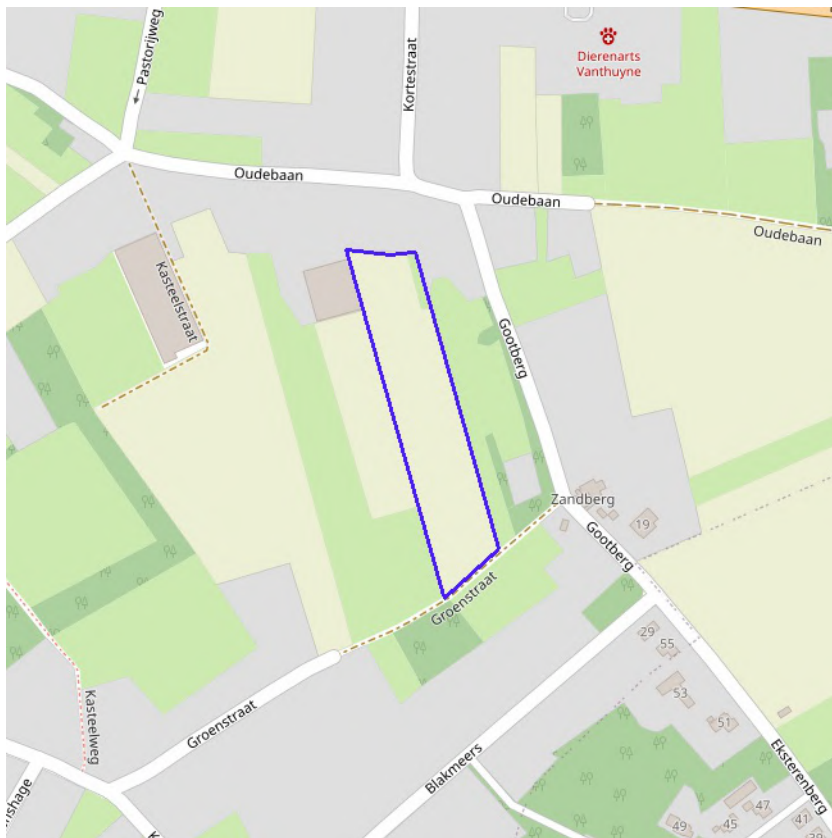 Pastorijweg
Kortestraat
Dierenarts
Vanthuyne
Oudebaan
Oudebaan
Oudebaan
Kasteelstraat
Gootberg
Zandberg
19
Gootberg
Groenstraat
29
55
53
51
Kasteelweg
Groenstraat
Blakmeers
Eksterenberg
47
45
49
41